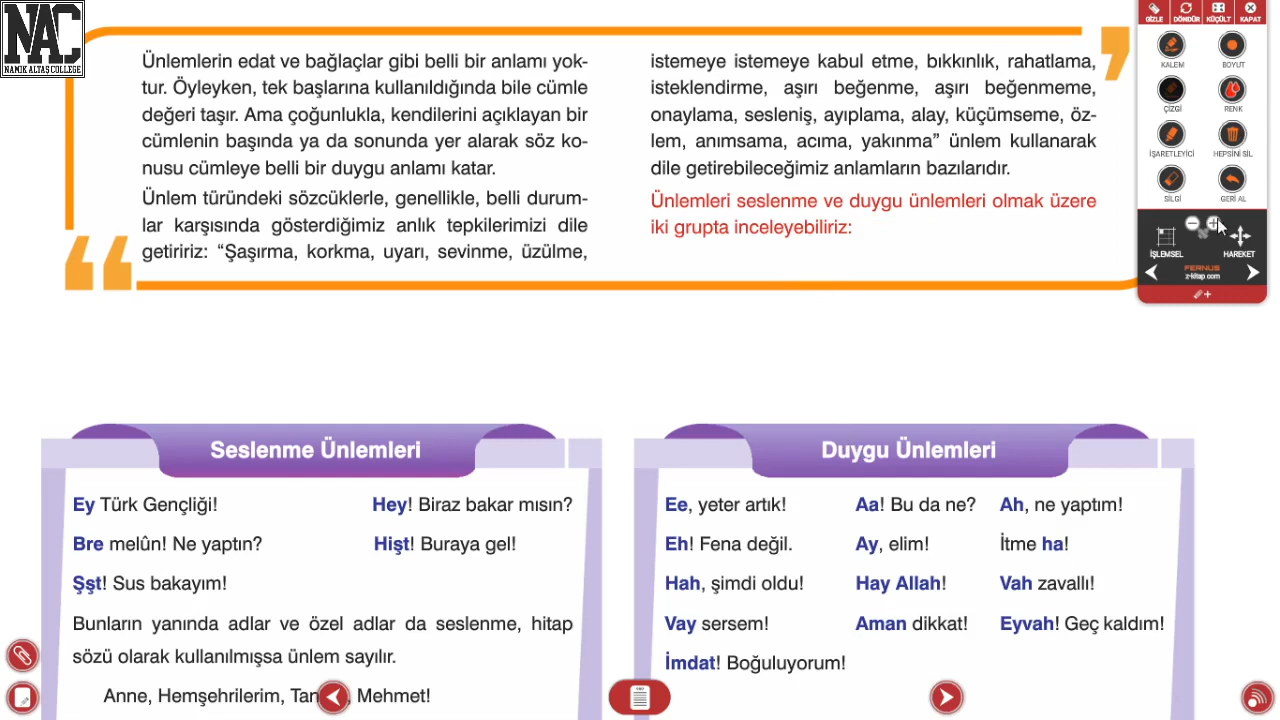 NAC
NAMIK ALTAS COLLEGE
Ünlemlerin edat ve bağlaçlar gibi belli bir anlamı yok-
tur. Öyleyken, tek başlarına kullanıldığında bile cümle
değeri taşır. Ama çoğunlukla, kendilerini açıklayan bir
cümlenin başında ya da sonunda yer alarak söz ko-
nusu cümleye belli bir duygu anlamı katar.
Ünlem türündeki sözcüklerle, genellikle, belli durum-
lar karşısında gösterdiğimiz anlık tepkilerimizi dile
getiririz: “Şaşırma, korkma, uyarı, sevinme, üzülme,
istemeye istemeye kabul etme, bıkkınlık, rahatlama,
isteklendirme, aşırı beğenme, aşırı beğenmeme,
onaylama, sesleniş, ayıplama, alay, küçümseme, öz-
lem, anımsama, acıma, yakınma” ünlem kullanarak
dile getirebileceğimiz anlamların bazılarıdır.
Ünlemleri seslenme ve duygu ünlemleri olmak üzere
iki grupta inceleyebiliriz:
GİZLE DÖNDÜR KÜÇÜLT KAPAT
KALEM BOYUT
ÇİZGİ RENK
İŞARETLEYİCİ HEPSİNİ SİL
SİLGİ GERİ AL
İŞLEMSEL HAREKET
FERNUS
z-kitap.com
Seslenme Ünlemleri
Ey Türk Gençliği! Hey! Biraz bakar mısın?
Bre melûn! Ne yaptın? Hişt! Buraya gel!
Şşt! Sus bakayım!
Bunların yanında adlar ve özel adlar da seslenme, hitap
sözü olarak kullanılmışsa ünlem sayılır.
Anne, Hemşehrilerim, Mehmet!
Duygu Ünlemleri
Ee, yeter artık! Aa! Bu da ne? Ah, ne yaptım!
Eh! Fena değil. Ay, elim! İtme ha!
Hah, şimdi oldu! Hay Allah! Vah zavallı!
Vay sersem! Aman dikkat! Eyvah! Geç kaldım!
İmdat! Boğuluyorum!